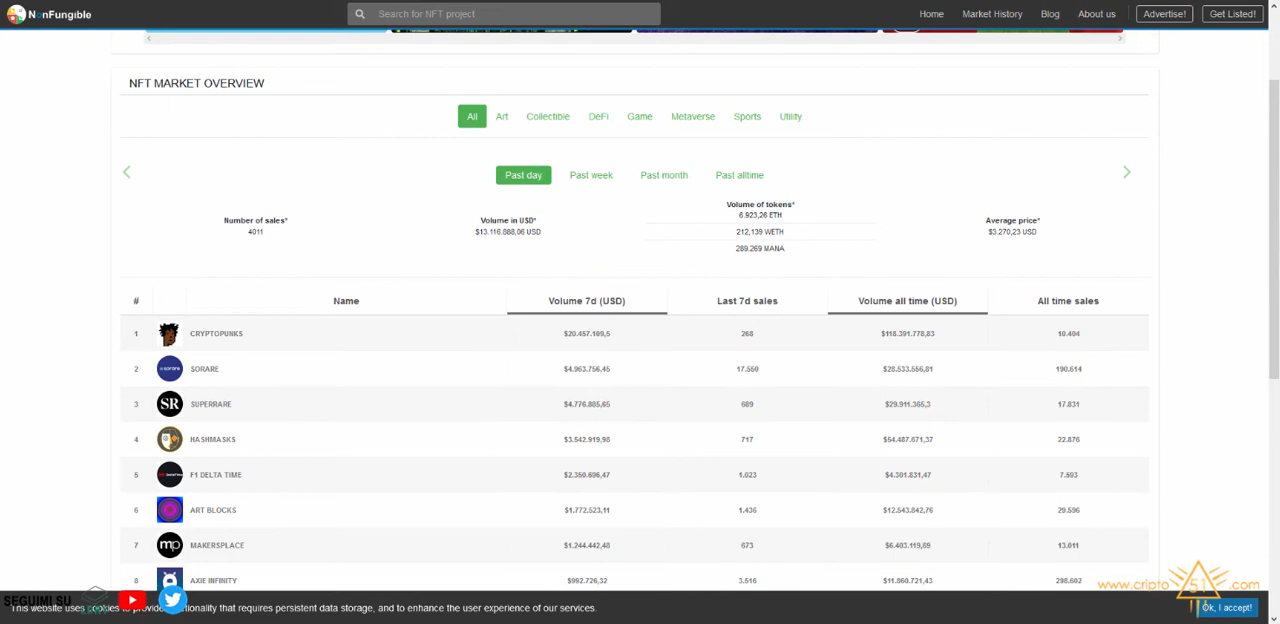 NonFungible
Search for NFT project
Home Market History Blog About us Advertise! Get Listed!
NFT MARKET OVERVIEW
All Art Collectible DeFi Game Metaverse Sports Utility
Past day Past week Past month Past alltime
Number of sales* Volume in USD* Volume of tokens* Average price*
4011 $13.116.888,06 USD 6.923,26 ETH $3.270,23 USD
212,139 WETH
289.269 MANA
# Name Volume 7d (USD) Last 7d sales Volume all time (USD) All time sales
1 CRYPTOPUNKS $20.457.109,5 268 $118.391.778,83 10.404
2 SORARE $4.963.756,45 17.550 $28.533.556,81 190.614
3 SR SUPERRARE $4.776.885,65 689 $29.911.365,3 17.831
4 HASHMASKS $3.542.919,98 717 $54.487.671,37 22.876
5 F1 DELTA TIME $2.350.696,47 1.023 $4.301.831,47 7.593
6 ART BLOCKS $1.772.523,11 1.436 $12.543.842,76 29.596
7 mp MAKERSPLACE $1.244.442,48 673 $6.403.119,69 13.011
8 AXIE INFINITY $992.726,32 3.516 $11.860.721,43 298.602
SEGUIMI SU
This website uses cookies to provide functionality that requires persistent data storage, and to enhance the user experience of our services.
Ok, I accept!
www.cripto51.com